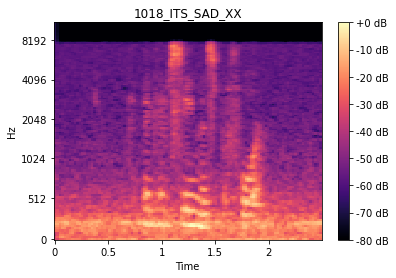 1018_ITS_SAD_XX
+0 dB
8192
-10 dB
4096
-20 dB
-30 dB
2048
Hz
-40 dB
1024
-50 dB
512
-60 dB
-70 dB
0
-80 dB
0 0.5 1 1.5 2
Time